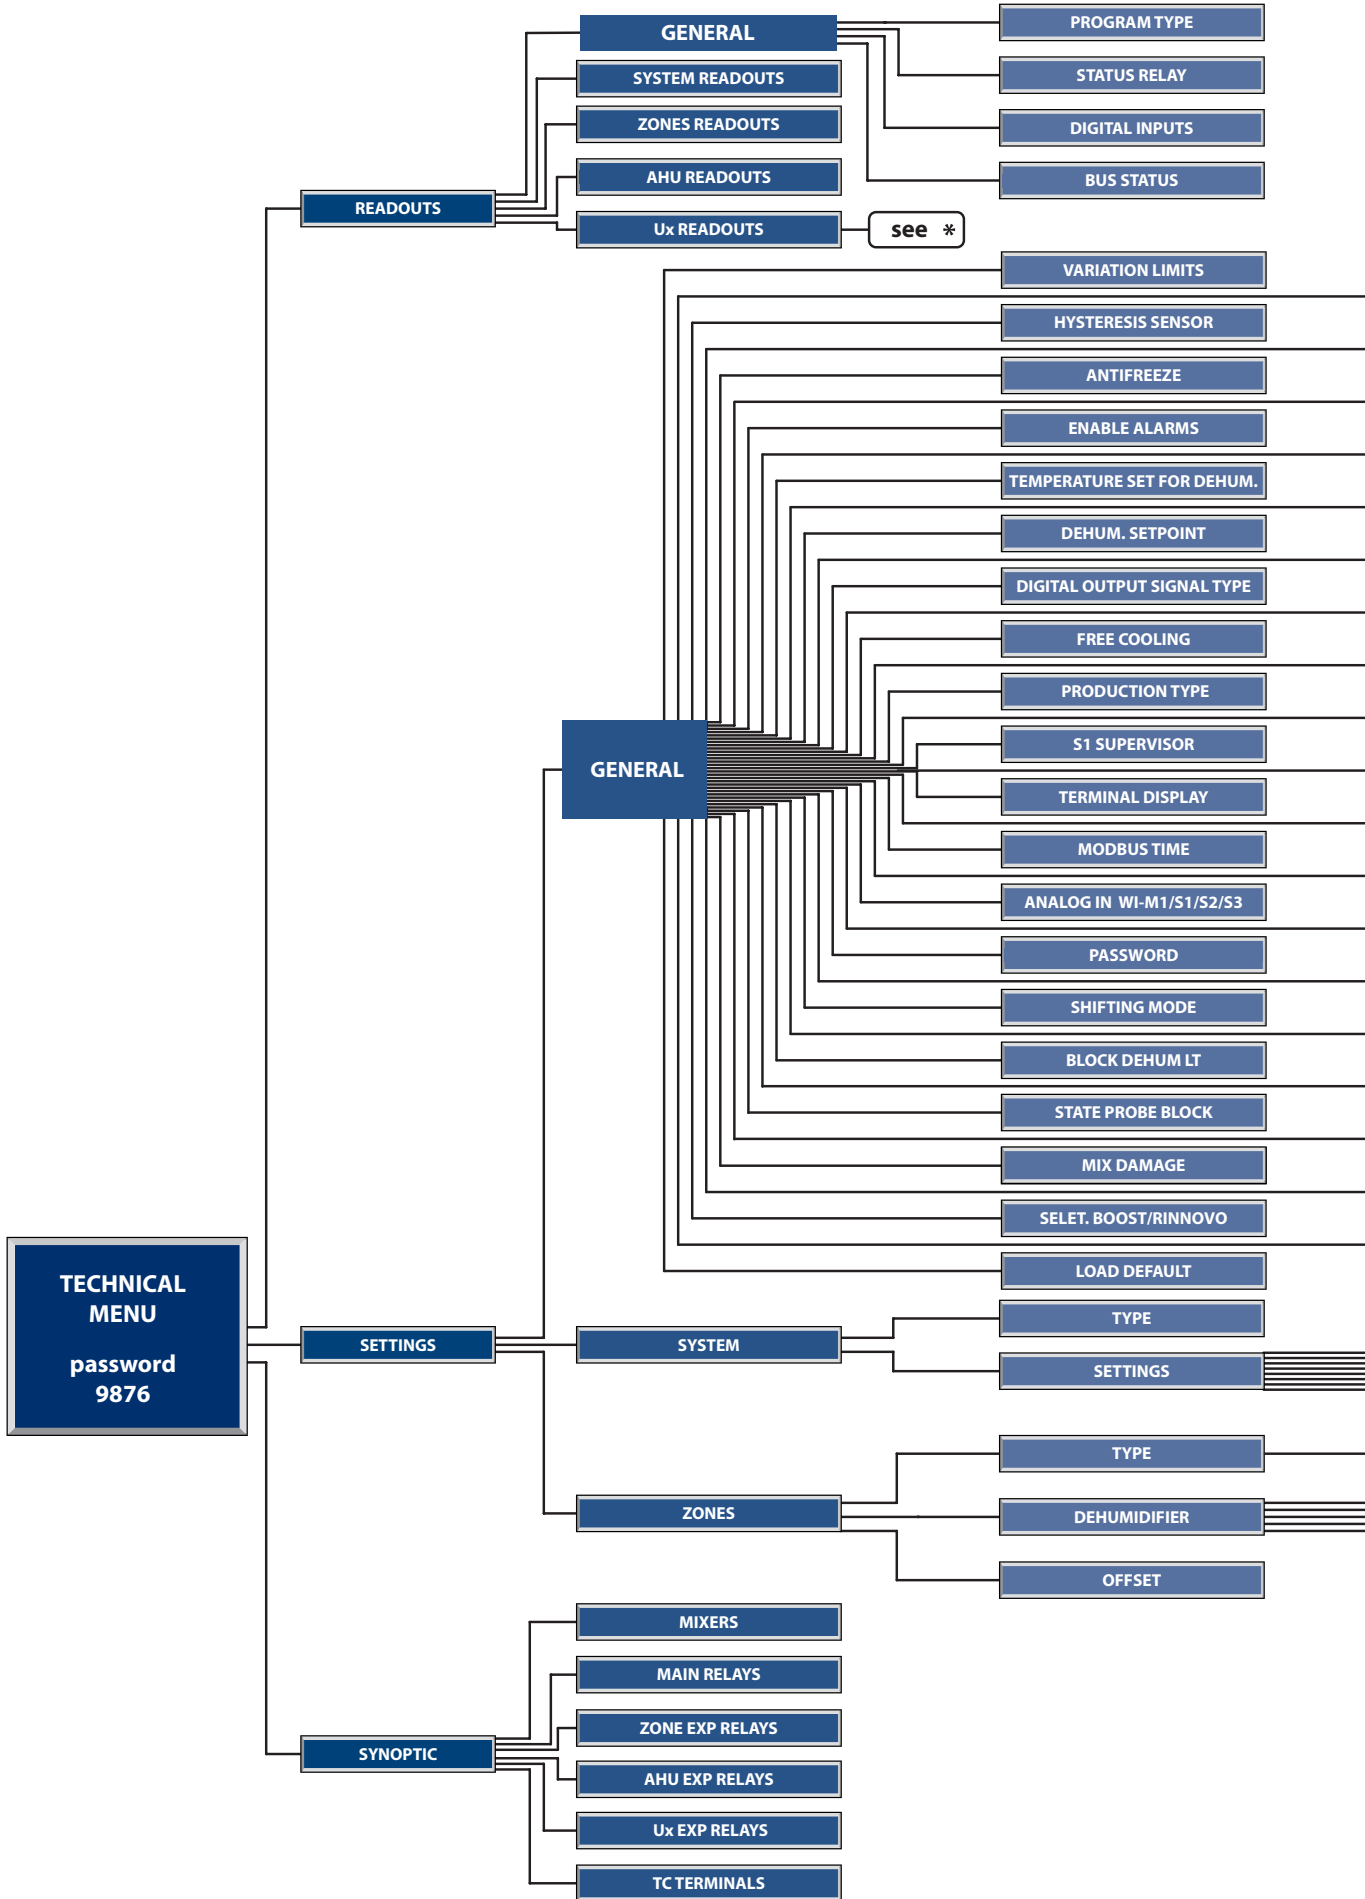 GENERAL
PROGRAM TYPE
SYSTEM READOUTS
STATUS RELAY
ZONES READOUTS
DIGITAL INPUTS
AHU READOUTS
BUS STATUS
READOUTS
Ux READOUTS
see *
VARIATION LIMITS
HYSTERESIS SENSOR
ANTIFREEZE
ENABLE ALARMS
TEMPERATURE SET FOR DEHUM.
DEHUM. SETPOINT
DIGITAL OUTPUT SIGNAL TYPE
FREE COOLING
PRODUCTION TYPE
S1 SUPERVISOR
GENERAL
TERMINAL DISPLAY
MODBUS TIME
ANALOG IN WI-M1/S1/S2/S3
PASSWORD
SHIFTING MODE
BLOCK DEHUM LT
STATE PROBE BLOCK
MIX DAMAGE
SELET. BOOST/RINNOVO
LOAD DEFAULT
TECHNICAL
MENU
password
9876
SETTINGS
SYSTEM
TYPE
SETTINGS
ZONES
TYPE
DEHUMIDIFIER
OFFSET
MIXERS
MAIN RELAYS
ZONE EXP RELAYS
SYNOPTIC
AHU EXP RELAYS
Ux EXP RELAYS
TC TERMINALS